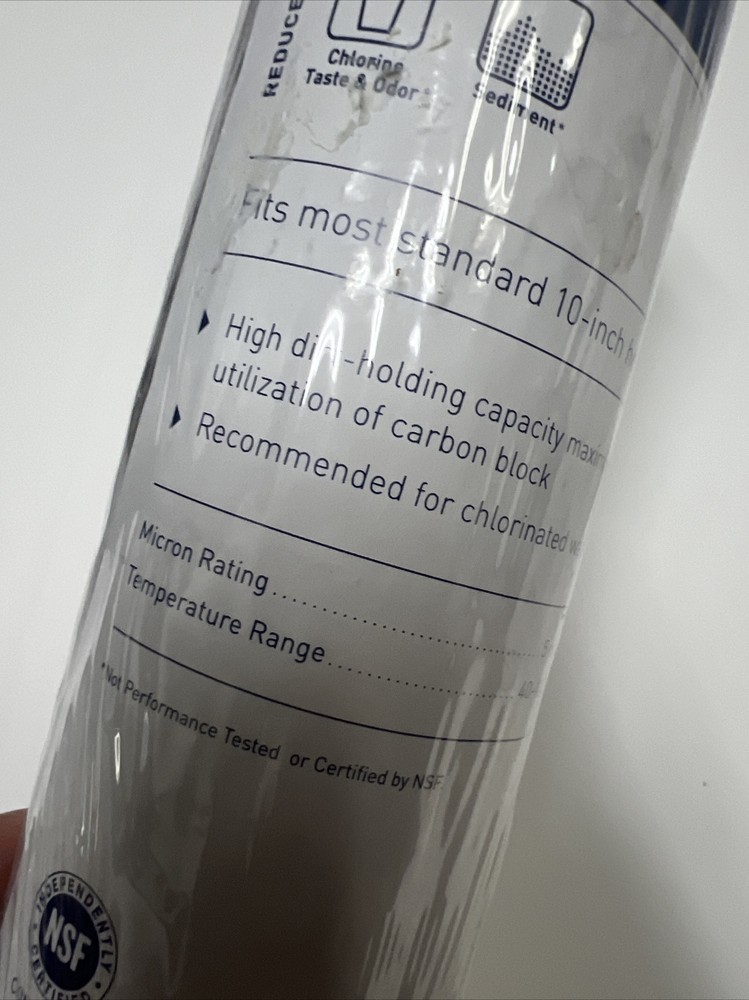 REDUCE
Chlorine
Taste & Odor*
Sediment*
Fits most standard 10-inch
High dirt-holding capacity
utilization of carbon block
Recommended for chlorinated
Micron Rating
Temperature Range
*Not Performance Tested or Certified by NSF.
INDEPENDENTLY
NSF
CERTIFIED